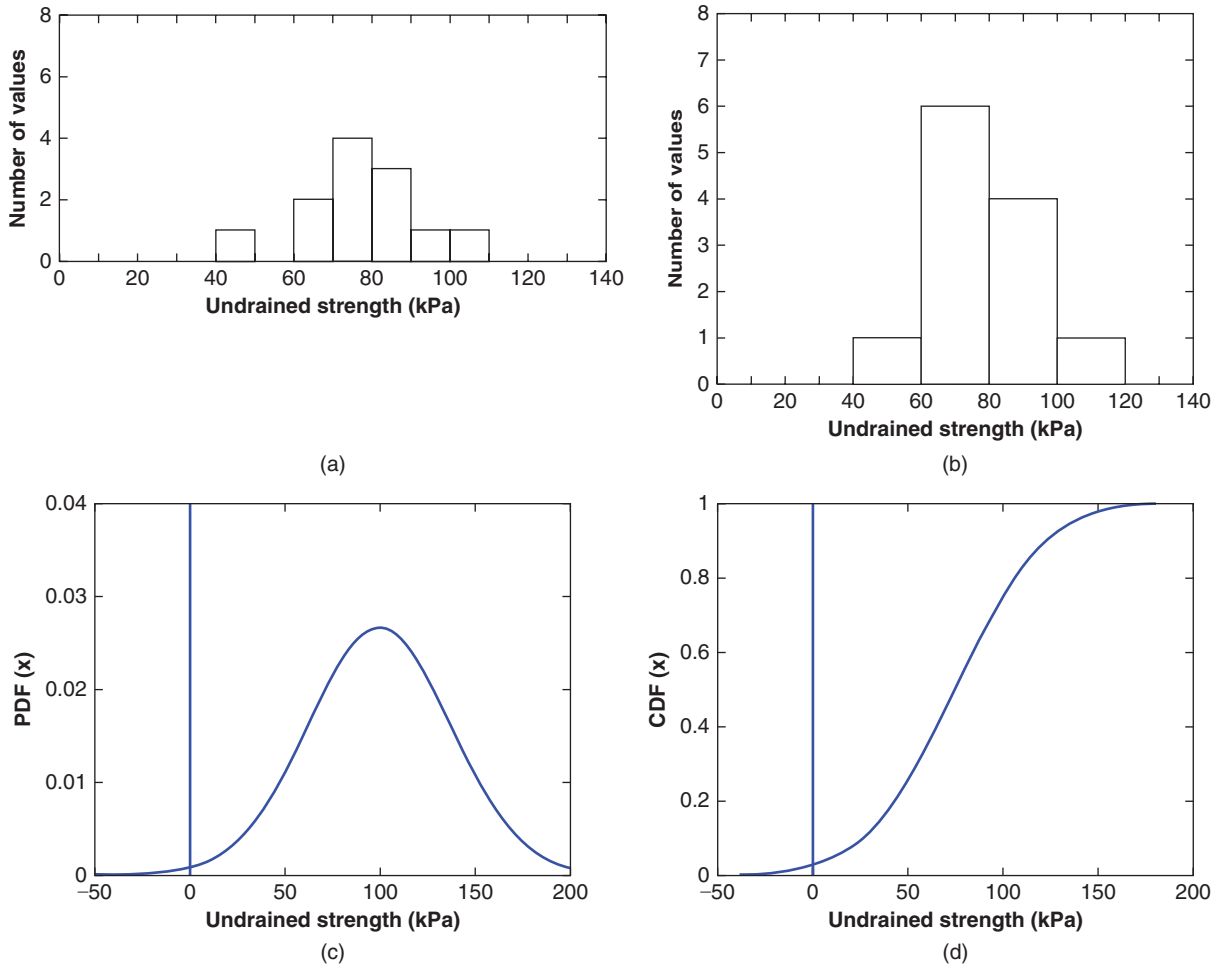 8
6
4
2
0
Number of values
0 20 40 60 80 100 120 140
Undrained strength (kPa)
(a)
8
7
6
5
4
3
2
1
0
Number of values
0 20 40 60 80 100 120 140
Undrained strength (kPa)
(b)
0.04
0.03
0.02
0.01
0
PDF (x)
–50 0 50 100 150 200
Undrained strength (kPa)
(c)
1
0.8
0.6
0.4
0.2
0
CDF (x)
–50 0 50 100 150 200
Undrained strength (kPa)
(d)